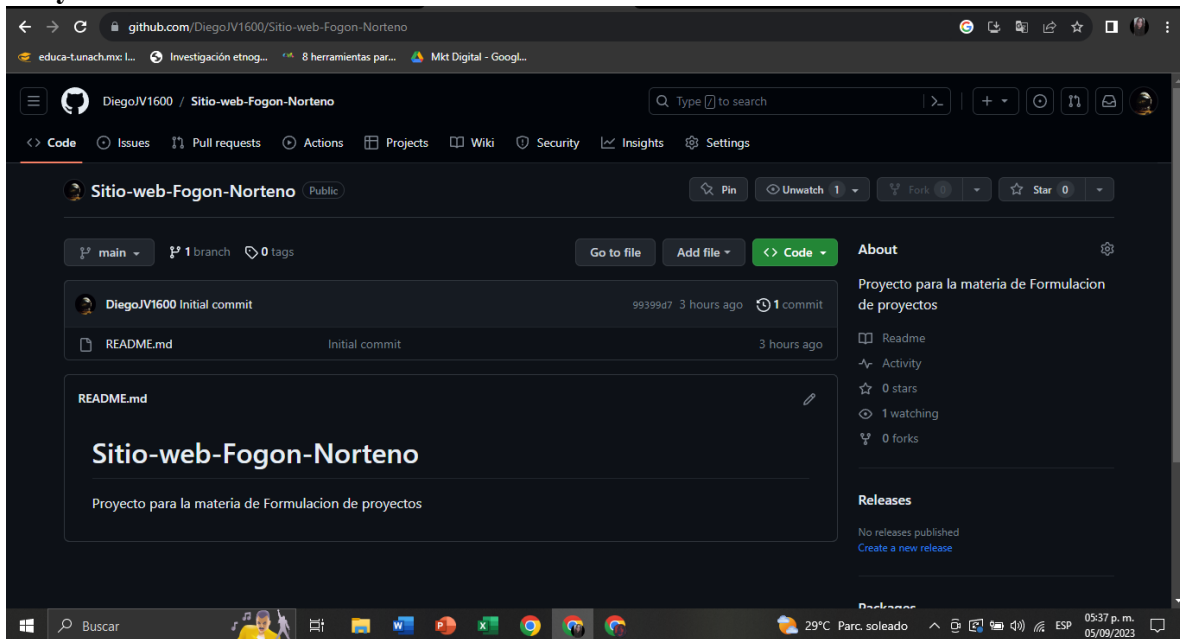 github.com/DiegoJV1600/Sitio-web-Fogon-Norteno
educa-t.unach.mx: l... Investigación etnog... 8 herramientas par... Mkt Digital - Googl...
DiegoJV1600 / Sitio-web-Fogon-Norteno Type / to search
Code Issues Pull requests Actions Projects Wiki Security Insights Settings
Sitio-web-Fogon-Norteno Public Pin Unwatch 1 Fork 0 Star 0
main 1 branch 0 tags Go to file Add file Code
DiegoJV1600 Initial commit 99399d7 3 hours ago 1 commit
README.md Initial commit 3 hours ago
README.md
Sitio-web-Fogon-Norteno
Proyecto para la materia de Formulacion de proyectos
About
Proyecto para la materia de Formulacion
de proyectos
Readme
Activity
0 stars
1 watching
0 forks
Releases
No releases published
Create a new release
Packages
Buscar 29°C Parc. soleado ESP 05:37 p. m.
05/09/2023